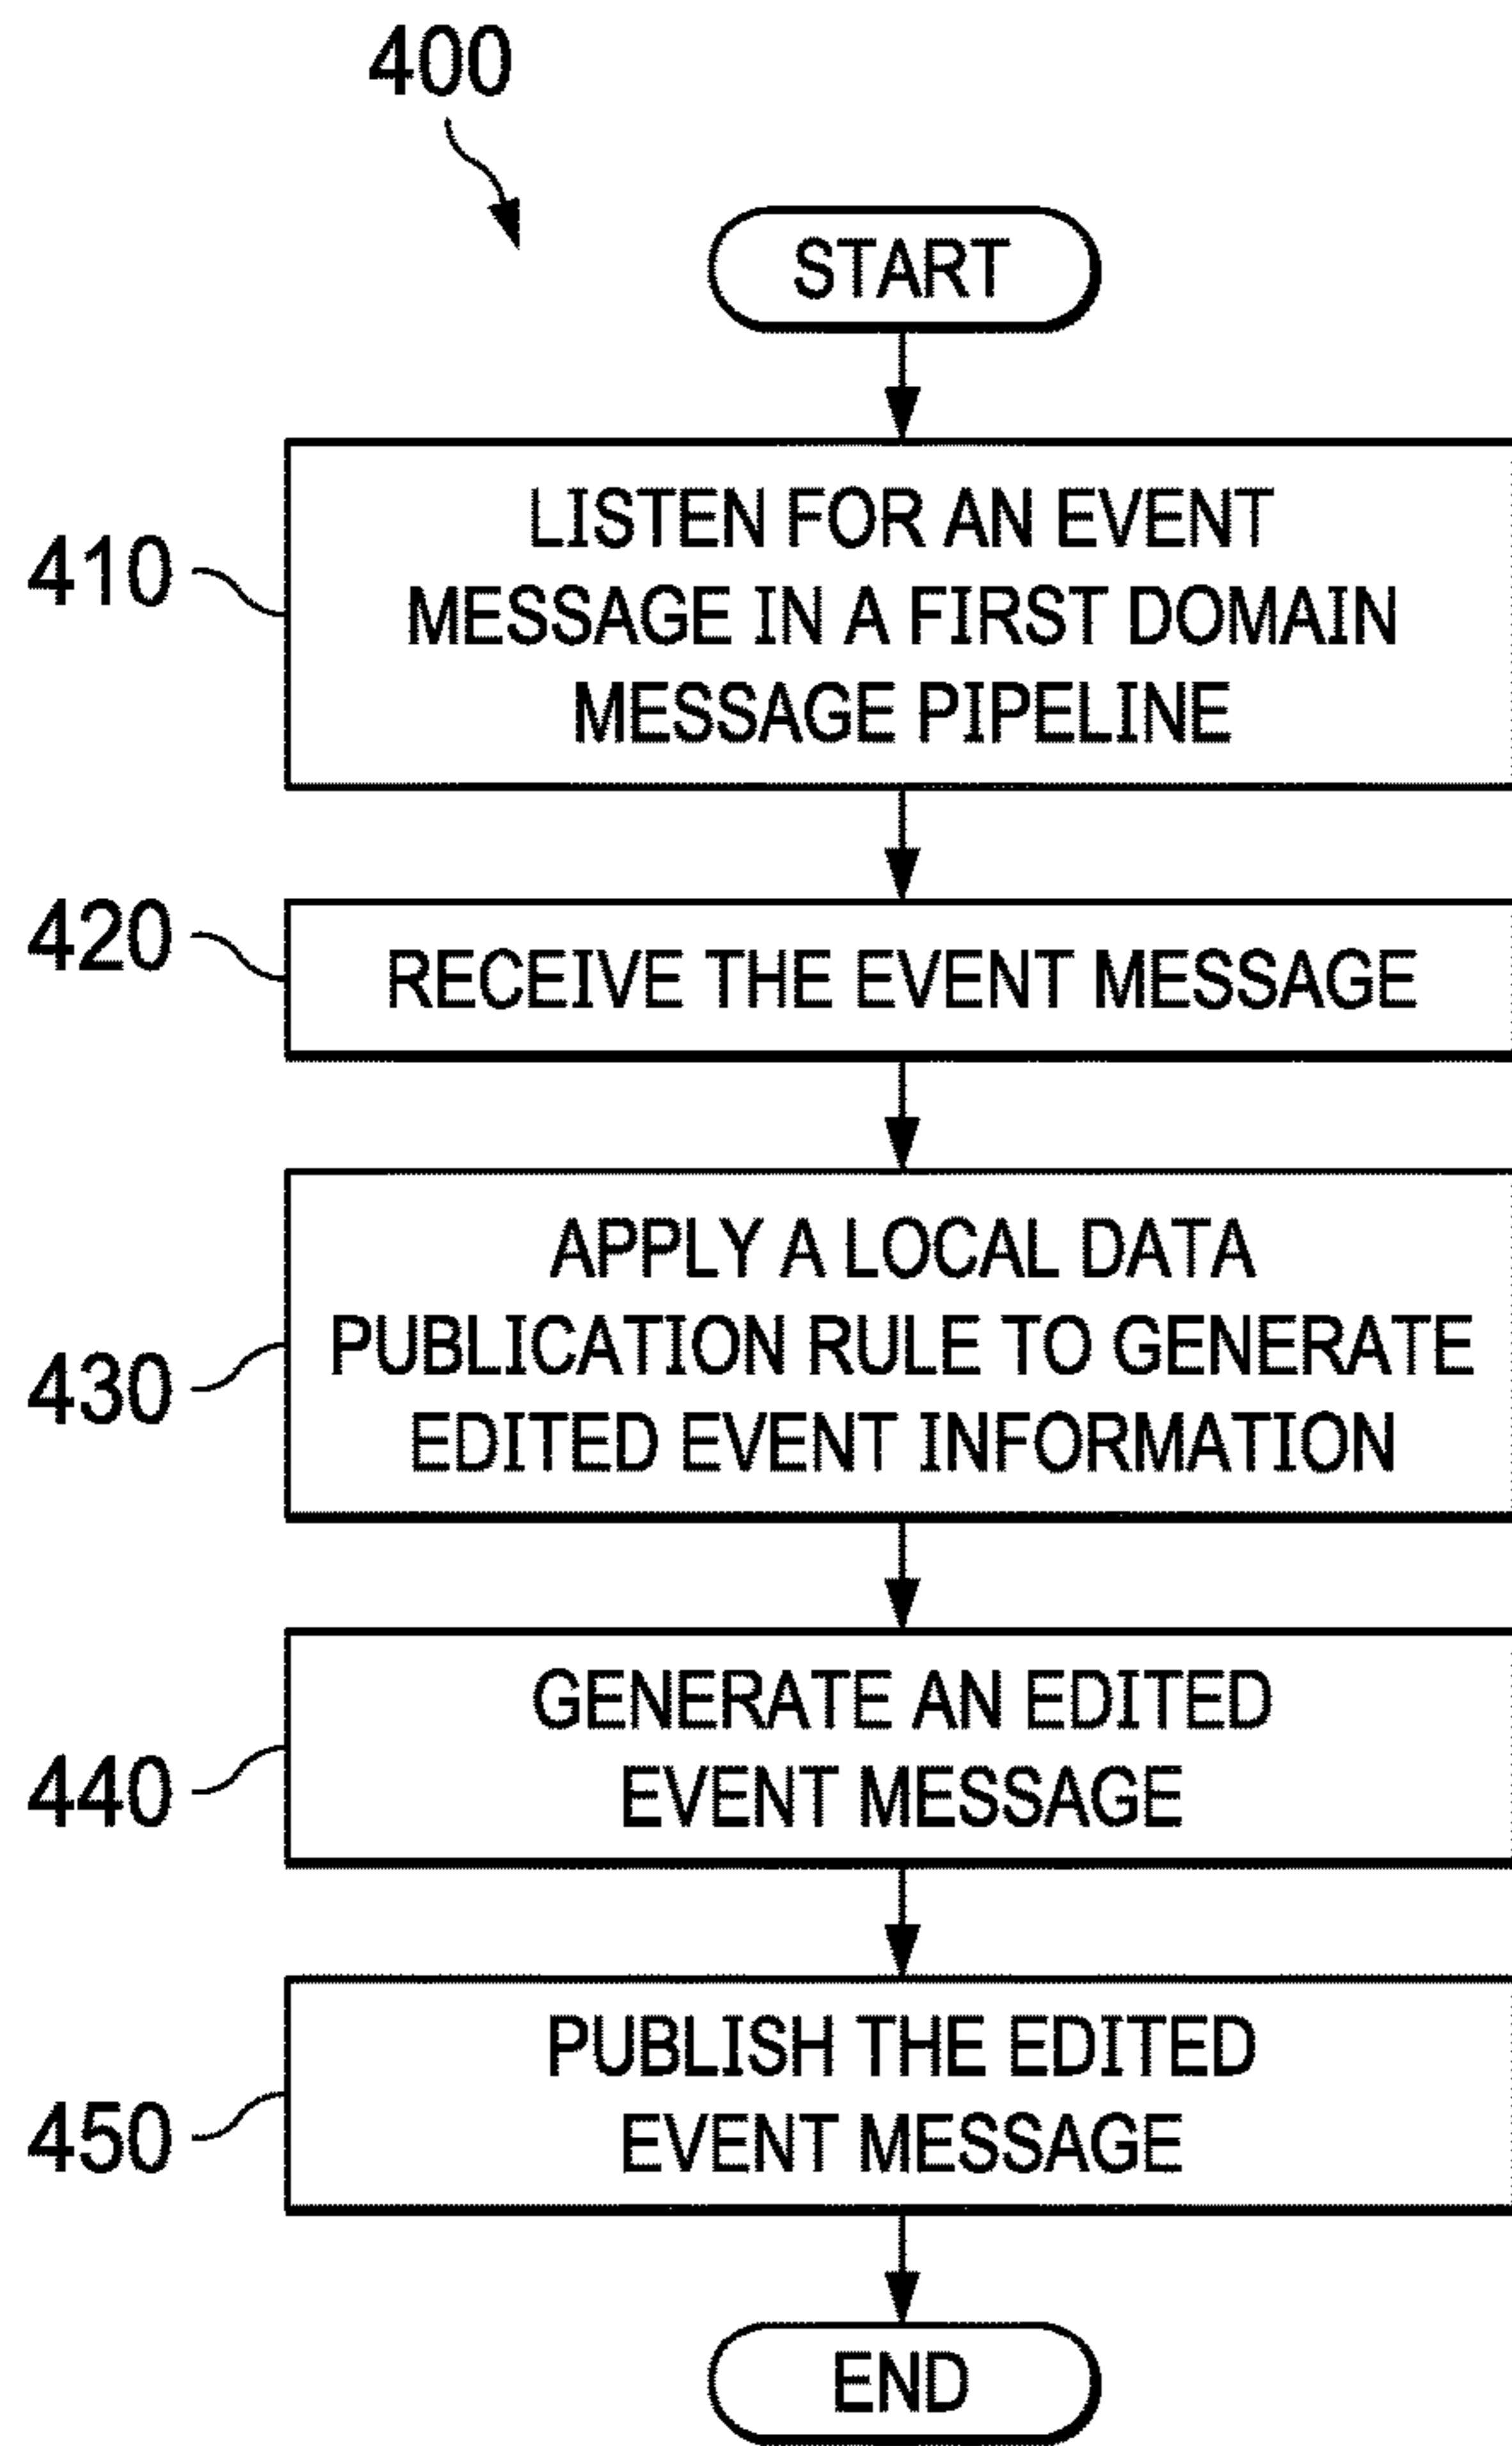 400
START
410
LISTEN FOR AN EVENT
MESSAGE IN A FIRST DOMAIN
MESSAGE PIPELINE
420
RECEIVE THE EVENT MESSAGE
430
APPLY A LOCAL DATA
PUBLICATION RULE TO GENERATE
EDITED EVENT INFORMATION
440
GENERATE AN EDITED
EVENT MESSAGE
450
PUBLISH THE EDITED
EVENT MESSAGE
END